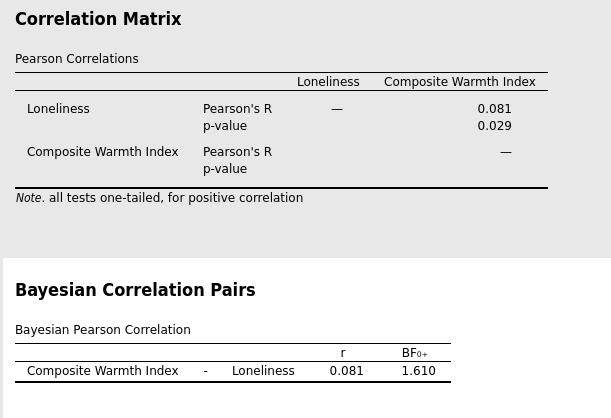 Correlation Matrix
Pearson Correlations
Loneliness Composite Warmth Index
Loneliness Pearson's R — 0.081
p-value 0.029
Composite Warmth Index Pearson's R —
p-value
Note. all tests one-tailed, for positive correlation
Bayesian Correlation Pairs
Bayesian Pearson Correlation
r BF₀₊
Composite Warmth Index - Loneliness 0.081 1.610